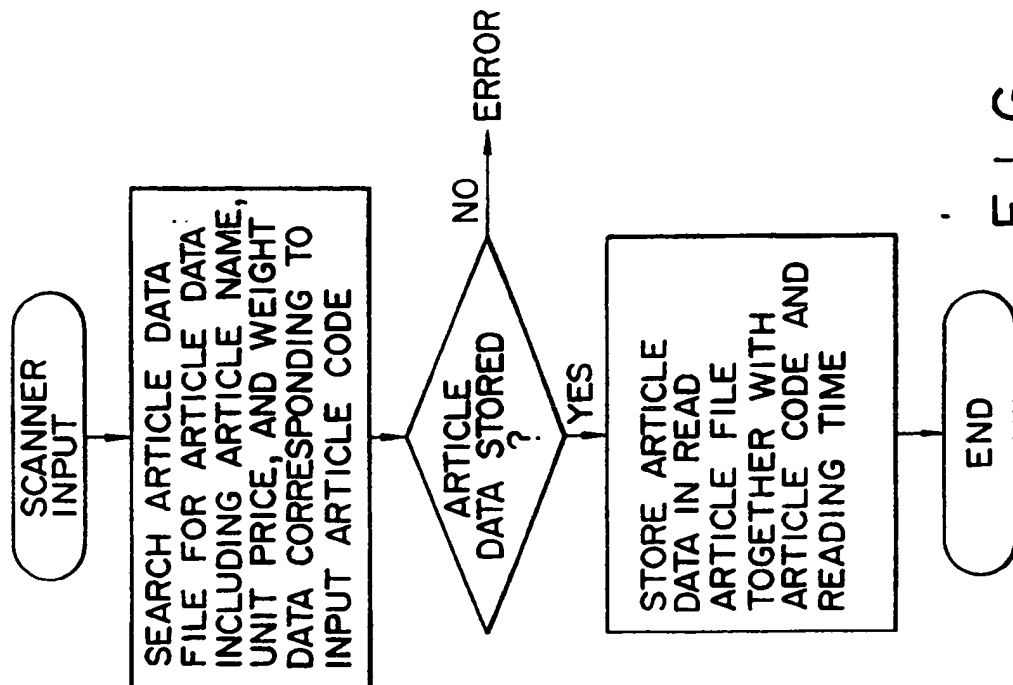 SCANNER
INPUT
SEARCH ARTICLE DATA
FILE FOR ARTICLE DATA
INCLUDING ARTICLE NAME,
UNIT PRICE, AND WEIGHT
DATA CORRESPONDING TO
INPUT ARTICLE CODE
ARTICLE
DATA STORED
?
NO
ERROR
YES
STORE ARTICLE
DATA IN READ
ARTICLE FILE
TOGETHER WITH
ARTICLE CODE AND
READING TIME
END